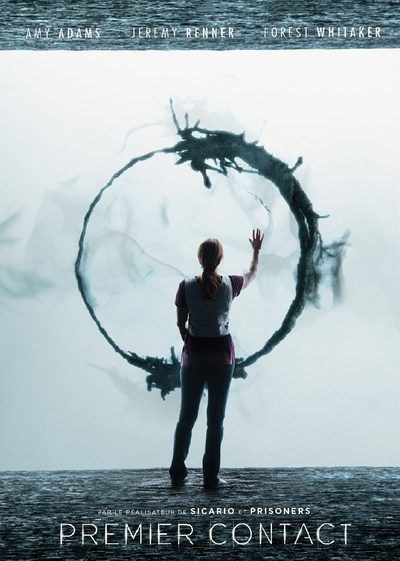 AMY ADAMS JEREMY RENNER FOREST WHITAKER
PAR LE RÉALISATEUR DE SICARIO ET PRISONERS
PREMIER CONTACT